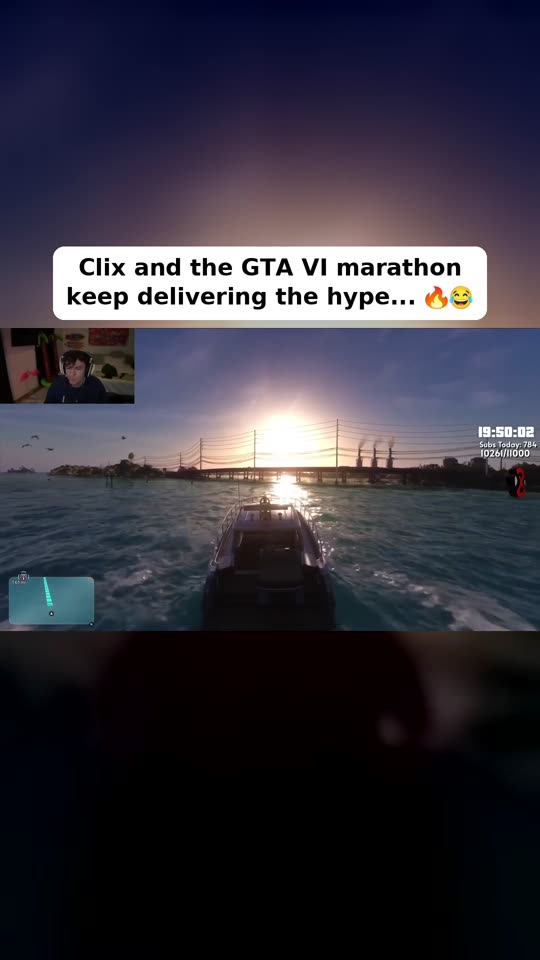 Clix and the GTA VI marathon
keep delivering the hype... 🔥😂
19:50:02
Subs Today: 784
10261/11000